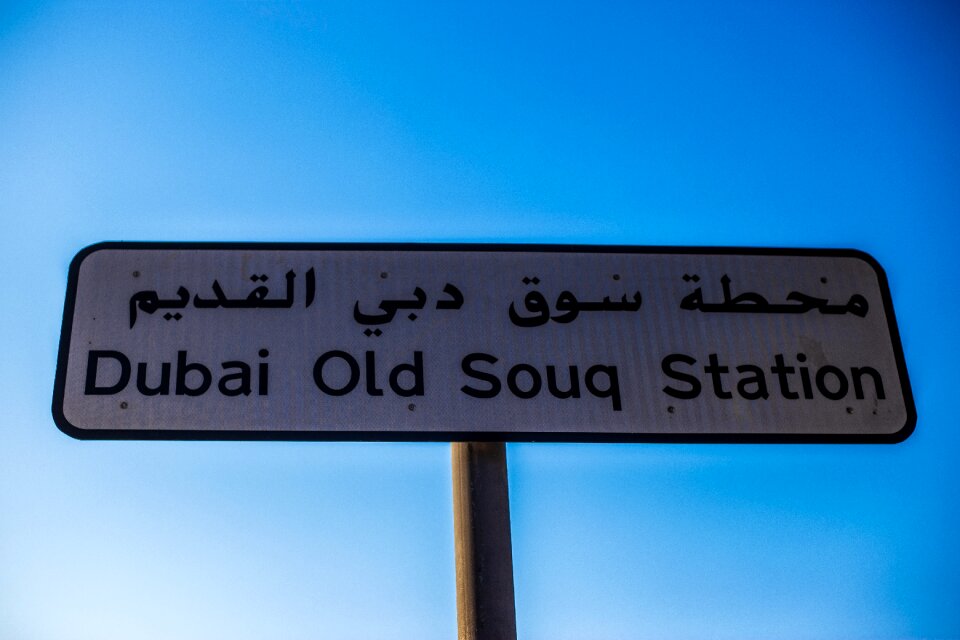 محطة سوق دبي القديم
Dubai Old Souq Station